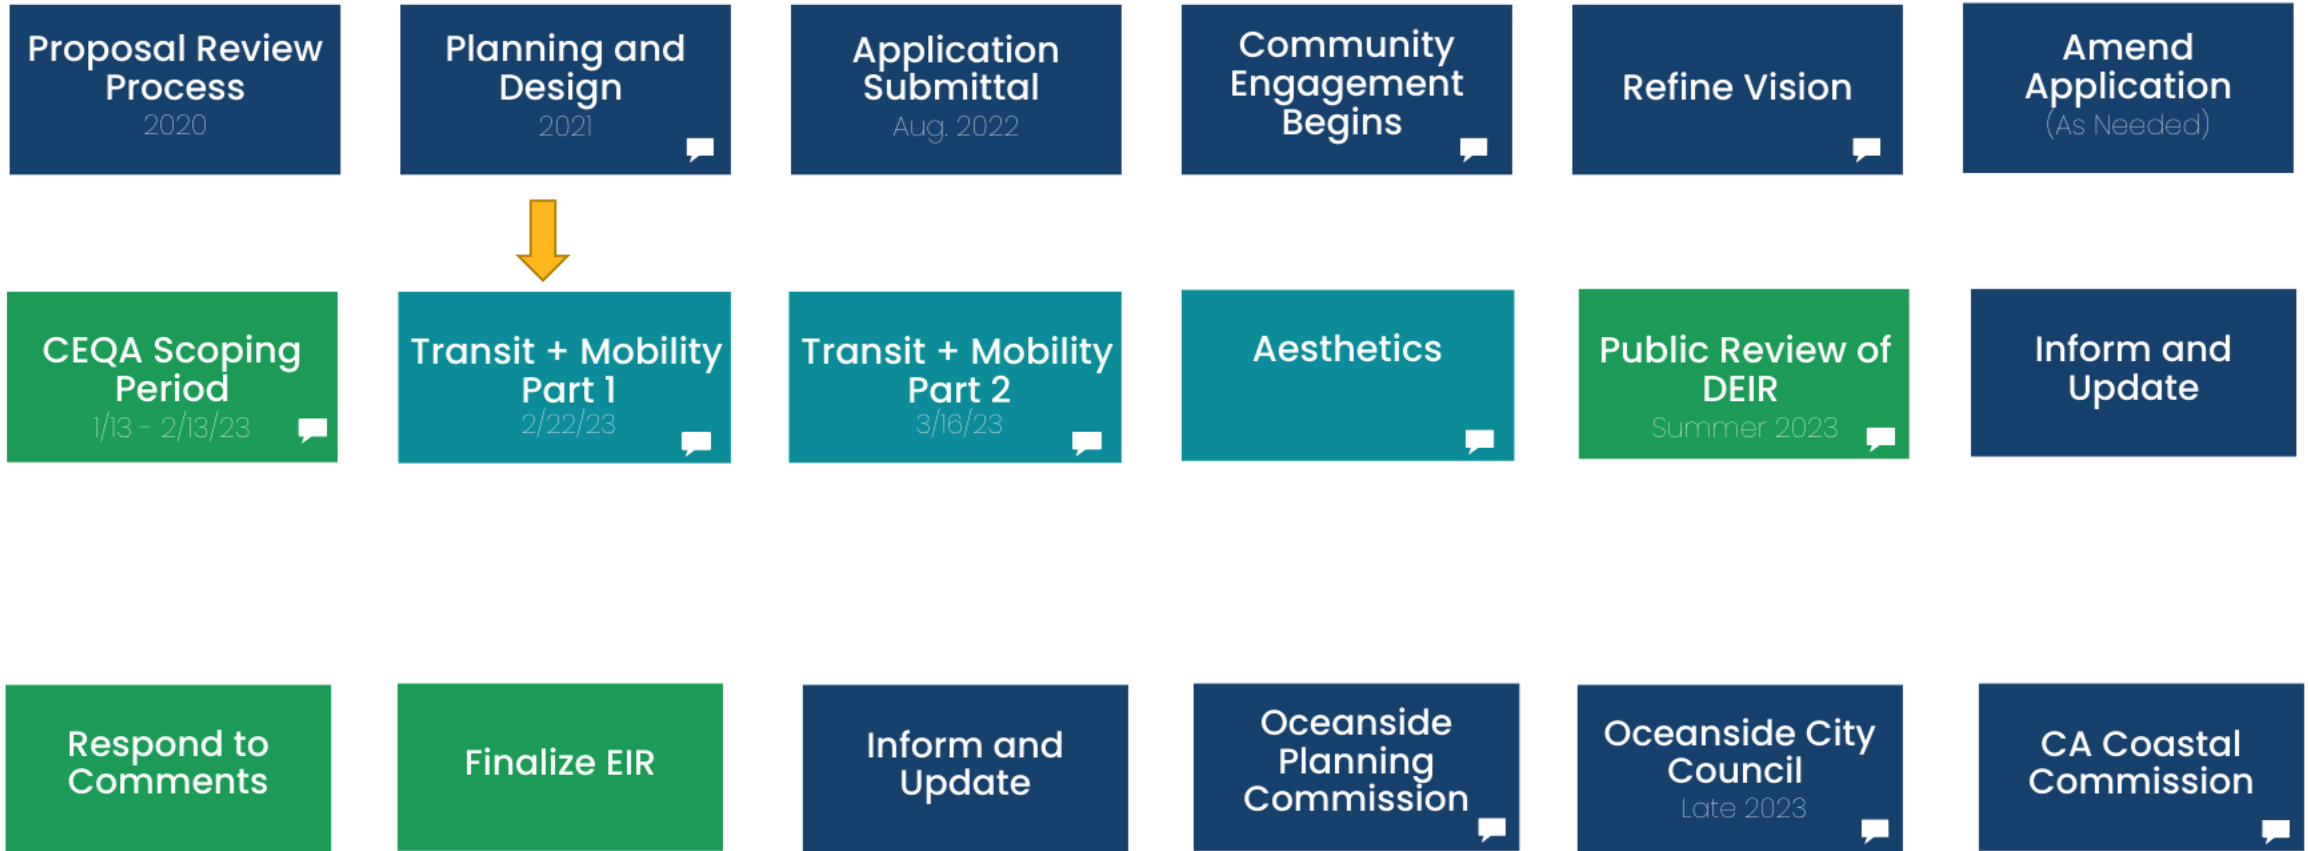 Proposal Review
Process
2020
Planning and
Design
2021
Application
Submittal
Aug. 2022
Community
Engagement
Begins
Refine Vision
Amend
Application
(As Needed)
CEQA Scoping
Period
1/13 - 2/13/23
Transit + Mobility
Part 1
2/22/23
Transit + Mobility
Part 2
3/16/23
Aesthetics
Public Review of
DEIR
Summer 2023
Inform and
Update
Respond to
Comments
Finalize EIR
Inform and
Update
Oceanside
Planning
Commission
Oceanside City
Council
Late 2023
CA Coastal
Commission